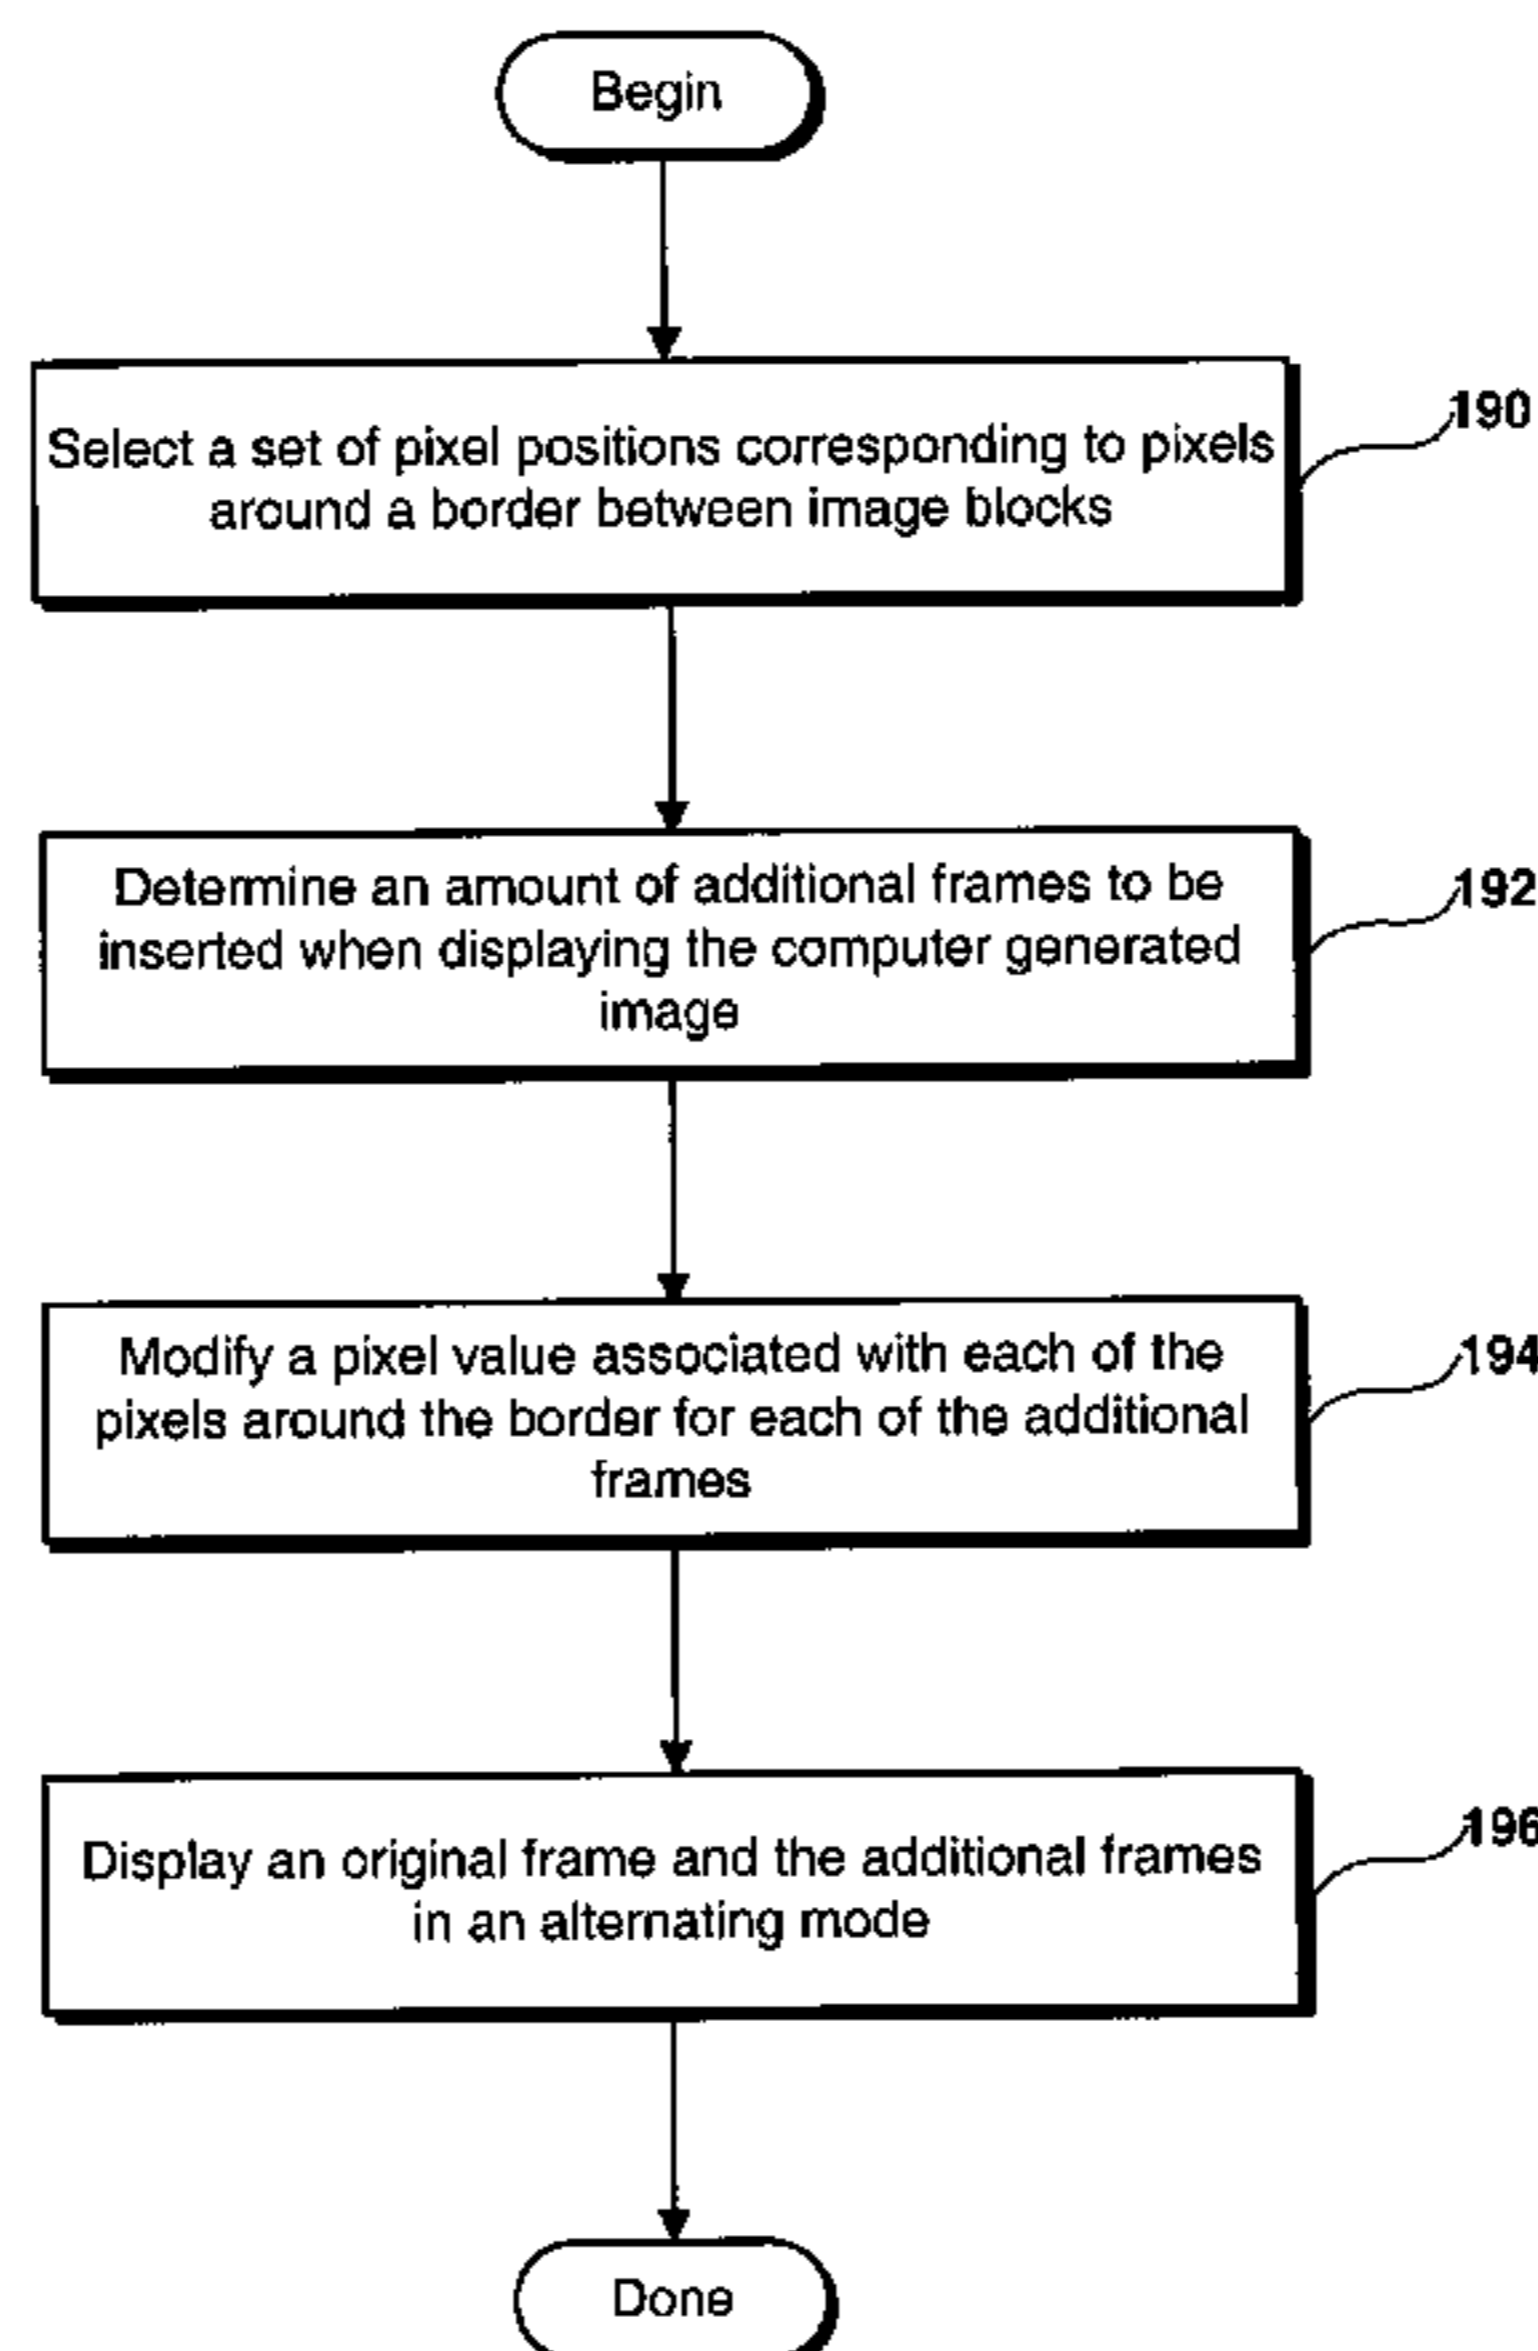 Begin
Select a set of pixel positions corresponding to pixels
around a border between image blocks
190
Determine an amount of additional frames to be
inserted when displaying the computer generated
image
192
Modify a pixel value associated with each of the
pixels around the border for each of the additional
frames
194
Display an original frame and the additional frames
in an alternating mode
196
Done